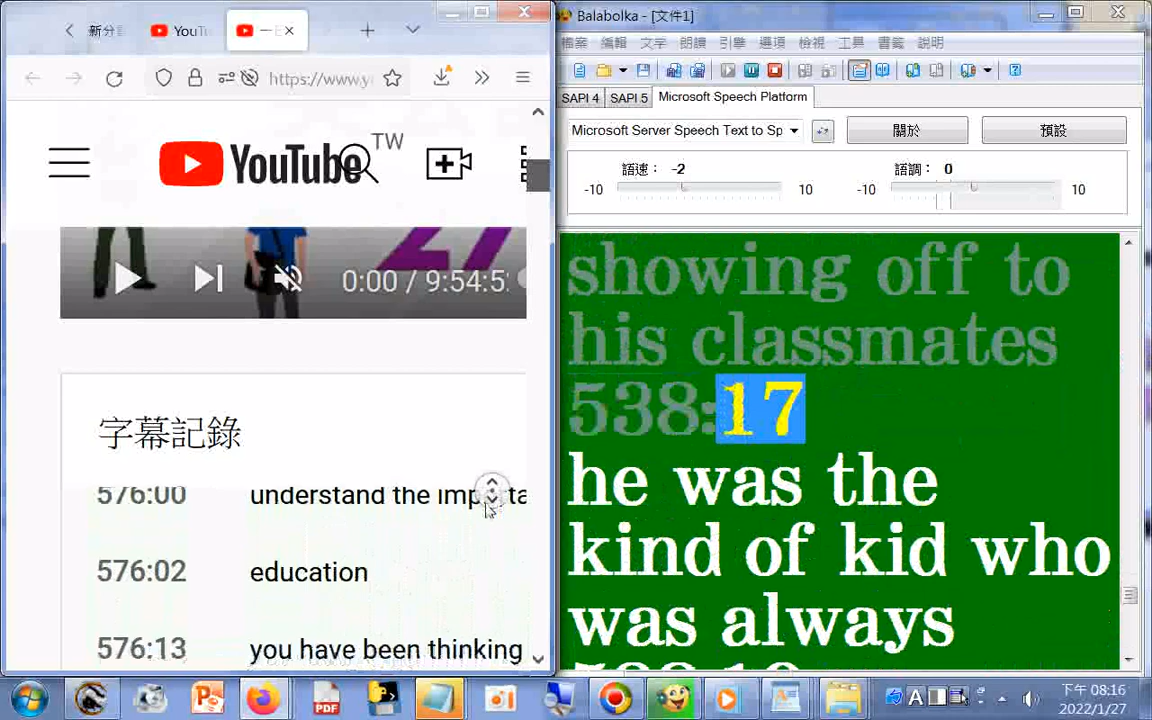 YouTu
https://www.y
YouTube
TW
27
0:00 / 9:54:5
字幕記錄
576:00
understand the
576:02
education
576:13
you have been thinking
Balabolka - [文件1]
檔案 編輯 文字 朗讀 引擎 選項 檢視 工具 書籤 說明
SAPI 4 SAPI 5 Microsoft Speech Platform
Microsoft Server Speech Text to Sp
關於
預設
語速： -2
-10
10
語調： 0
-10
10
showing off to
his classmates
538:17
he was the
kind of kid who
was always
PDF
A
下午 08:16
2022/1/27